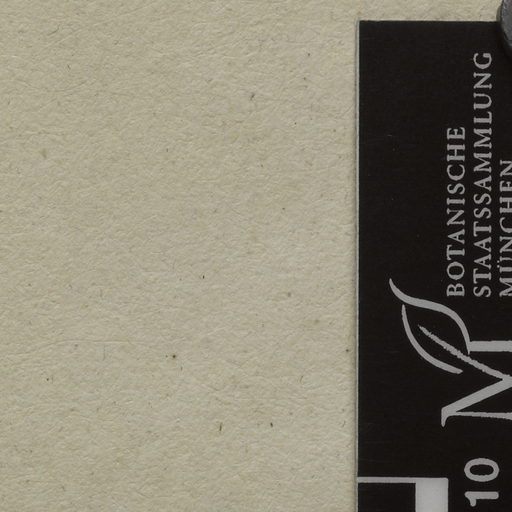 BOTANISCHE
STAATSSAMMLUNG
MÜNCHEN
M
10